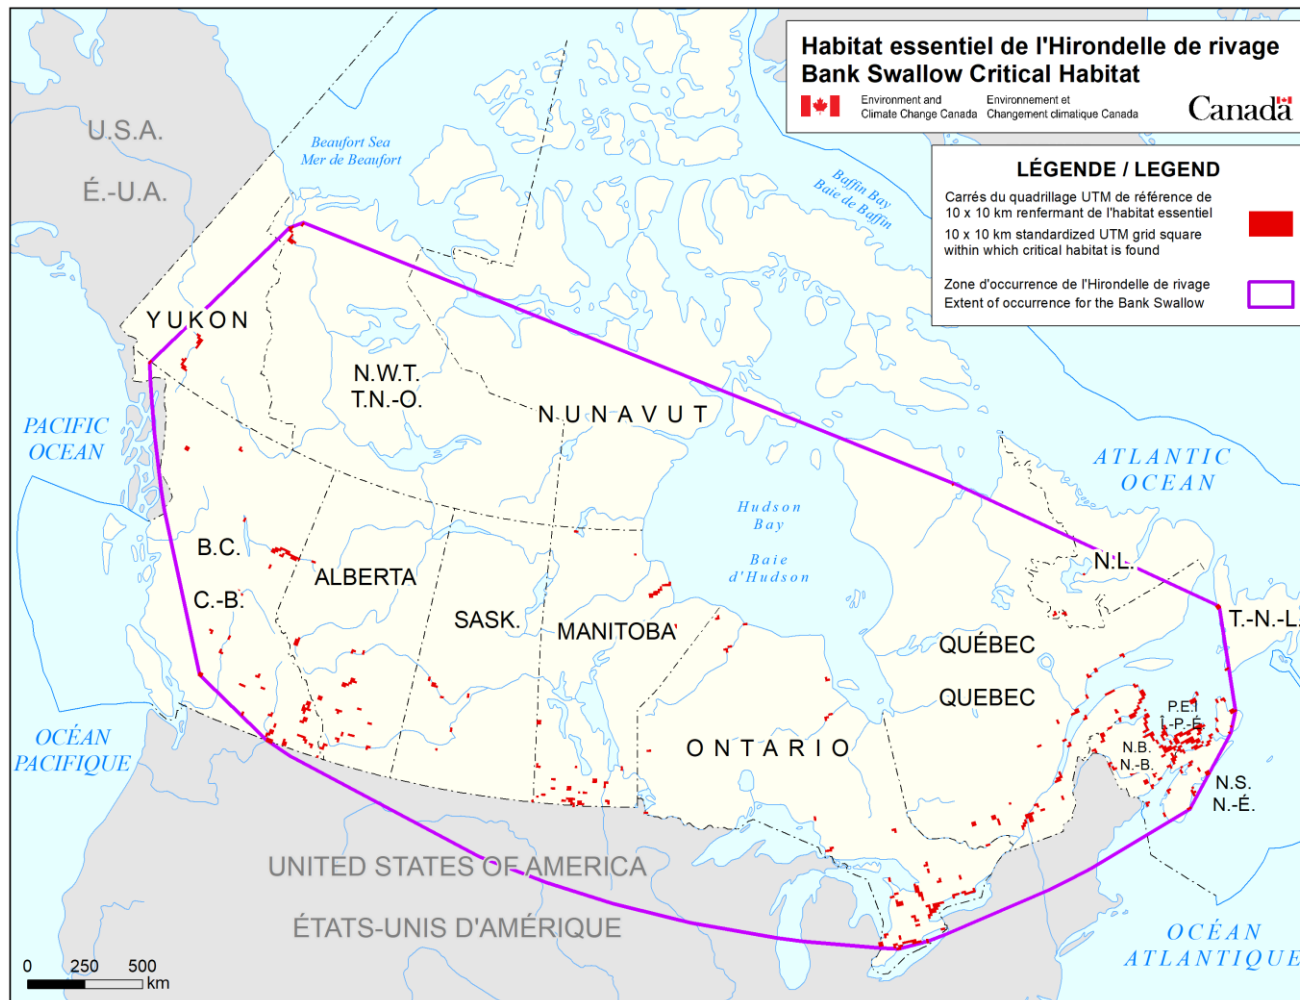 Habitat essentiel de l'Hirondelle de rivage
Bank Swallow Critical Habitat
Environment and
Climate Change Canada
Environnement et
Changement climatique Canada
Canada
LÉGENDE / LEGEND
Carrés du quadrillage UTM de référence de
10 x 10 km renfermant de l'habitat essentiel
10 x 10 km standardized UTM grid square
within which critical habitat is found
Zone d'occurrence de l'Hirondelle de rivage
Extent of occurrence for the Bank Swallow
U.S.A.
É.-U.A.
Beaufort Sea
Mer de Beaufort
Baffin Bay
Baie de Baffin
YUKON
N.W.T.
T.N.-O.
NUNAVUT
PACIFIC
OCEAN
ATLANTIC
OCEAN
Hudson
Bay
Baie
d'Hudson
B.C.
C.-B.
ALBERTA
SASK.
MANITOBA
N.L.
T.-N.-L.
QUÉBEC
QUEBEC
ONTARIO
P.E.I
Î.-P.-É.
N.B.
N.-B.
N.S.
N.-É.
OCÉAN
PACIFIQUE
UNITED STATES OF AMERICA
ÉTATS-UNIS D'AMÉRIQUE
OCÉAN
ATLANTIQUE
0 250 500
km